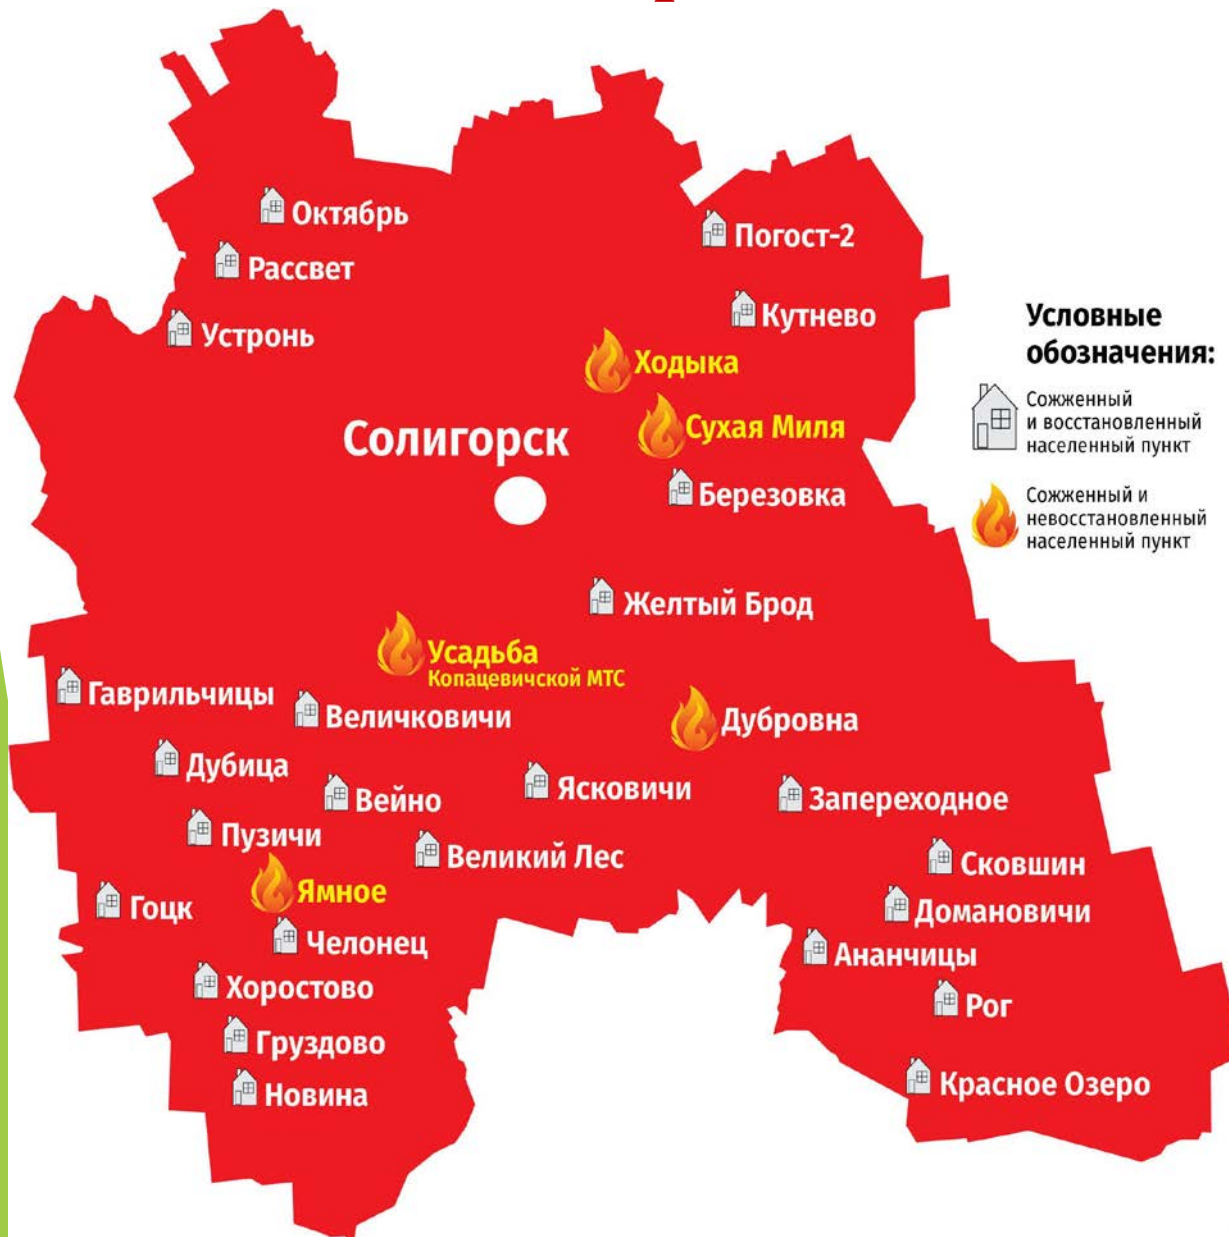 Октябрь
Погост-2
Рассвет
Кутнево
Устронь
Ходыка
Сухая Миля
Солигорск
Березовка
Желтый Брод
Усадьба
Копацевичской МТС
Гаврильчицы
Величковичи
Дубровна
Дубица
Вейно
Ясковичи
Запереходное
Пузичи
Великий Лес
Сковшин
Ямное
Гоцк
Домановичи
Челонец
Ананчицы
Хоростово
Рог
Груздово
Новина
Красное Озеро
Условные
обозначения:
Сожженный
и восстановленный
населенный пункт
Сожженный и
невосстановленный
населенный пункт